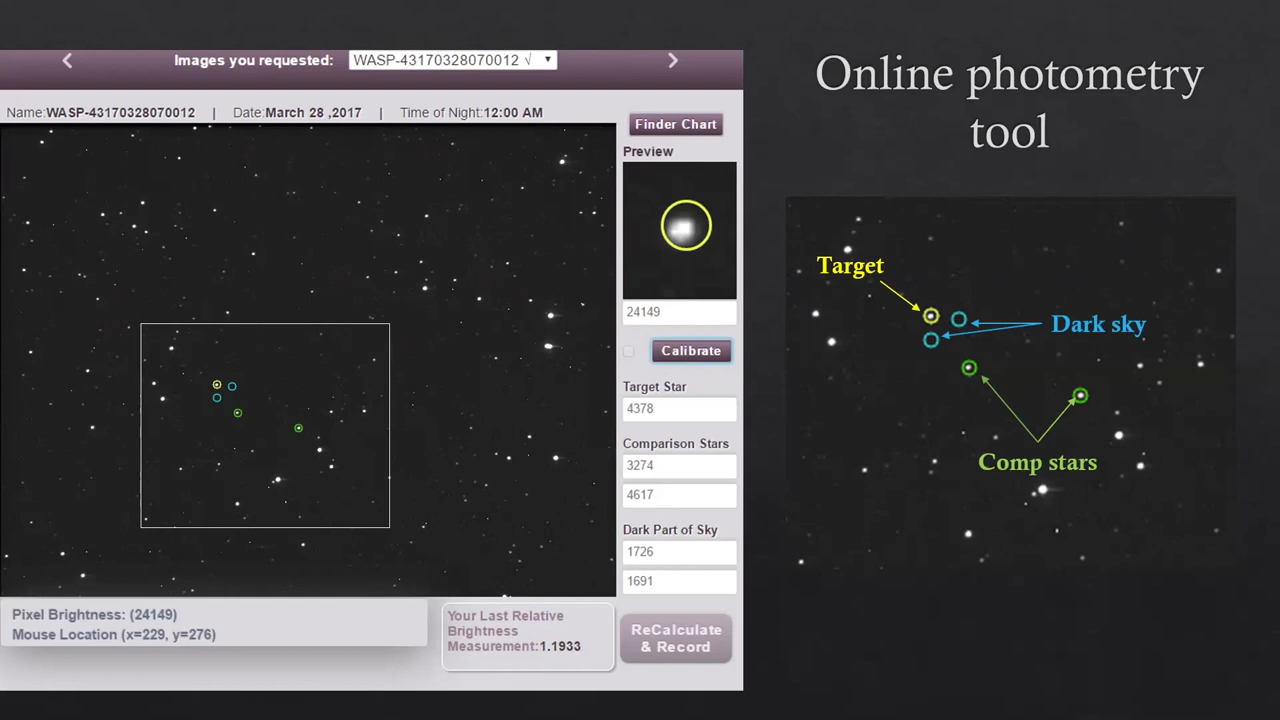 Images you requested:
WASP-43170328070012 √
Name:WASP-43170328070012 | Date:March 28 ,2017 | Time of Night:12:00 AM
Finder Chart
Preview
24149
Calibrate
Target Star
4378
Comparison Stars
3274
4617
Dark Part of Sky
1726
1691
Pixel Brightness: (24149)
Mouse Location (x=229, y=276)
Your Last Relative
Brightness
Measurement:1.1933
ReCalculate
& Record
Online photometry
tool
Target
Dark sky
Comp stars